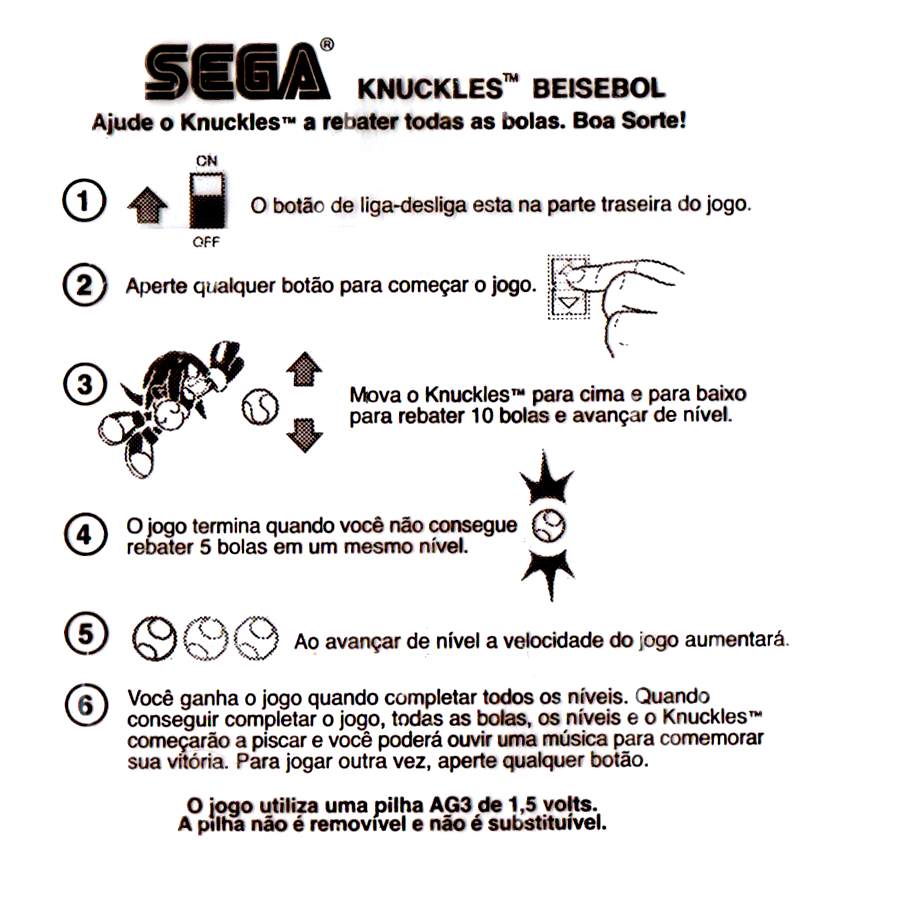 SEGA®
KNUCKLES™ BEISEBOL
Ajude o Knuckles™ a rebater todas as bolas. Boa Sorte!
ON
1
O botão de liga-desliga esta na parte traseira do jogo.
OFF
2
Aperte qualquer botão para começar o jogo.
3
Mova o Knuckles™ para cima e para baixo
para rebater 10 bolas e avançar de nível.
4
O jogo termina quando você não consegue
rebater 5 bolas em um mesmo nível.
5
Ao avançar de nível a velocidade do jogo aumentará.
6
Você ganha o jogo quando completar todos os níveis. Quando
conseguir completar o jogo, todas as bolas, os níveis e o Knuckles™
começarão a piscar e você poderá ouvir uma música para comemorar
sua vitória. Para jogar outra vez, aperte qualquer botão.
O jogo utiliza uma pilha AG3 de 1,5 volts.
A pilha não é removível e não é substituível.